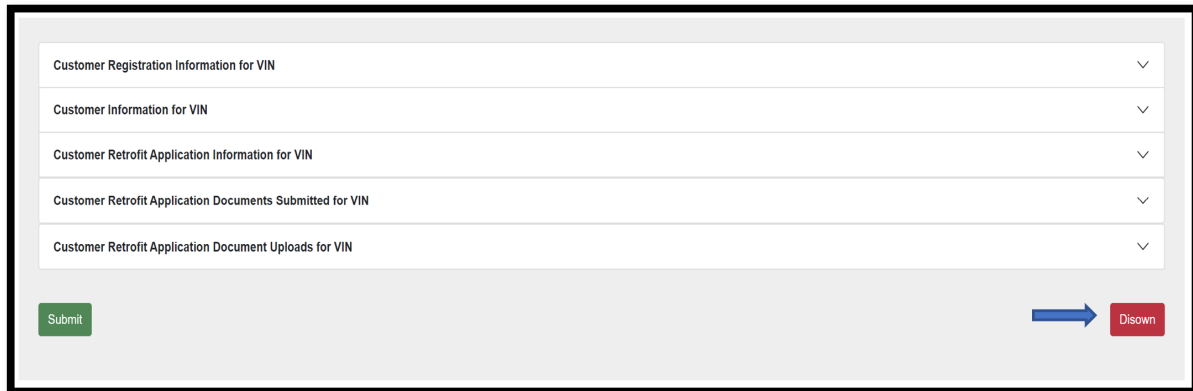 Customer Registration Information for VIN
Customer Information for VIN
Customer Retrofit Application Information for VIN
Customer Retrofit Application Documents Submitted for VIN
Customer Retrofit Application Document Uploads for VIN
Submit
Disown